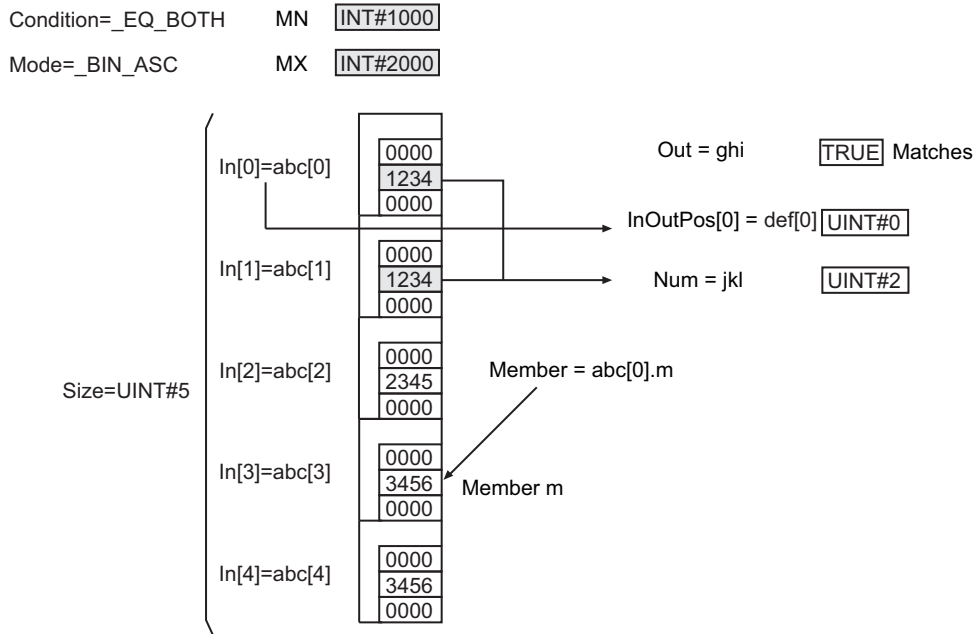 Condition=_EQ_BOTH MN INT#1000
Mode=_BIN_ASC MX INT#2000
In[0]=abc[0]
0000
1234
0000
Out = ghi TRUE Matches
InOutPos[0] = def[0] UINT#0
In[1]=abc[1]
0000
1234
0000
Num = jkl UINT#2
Size=UINT#5
In[2]=abc[2]
0000
2345
0000
Member = abc[0].m
In[3]=abc[3]
0000
3456
0000
Member m
In[4]=abc[4]
0000
3456
0000